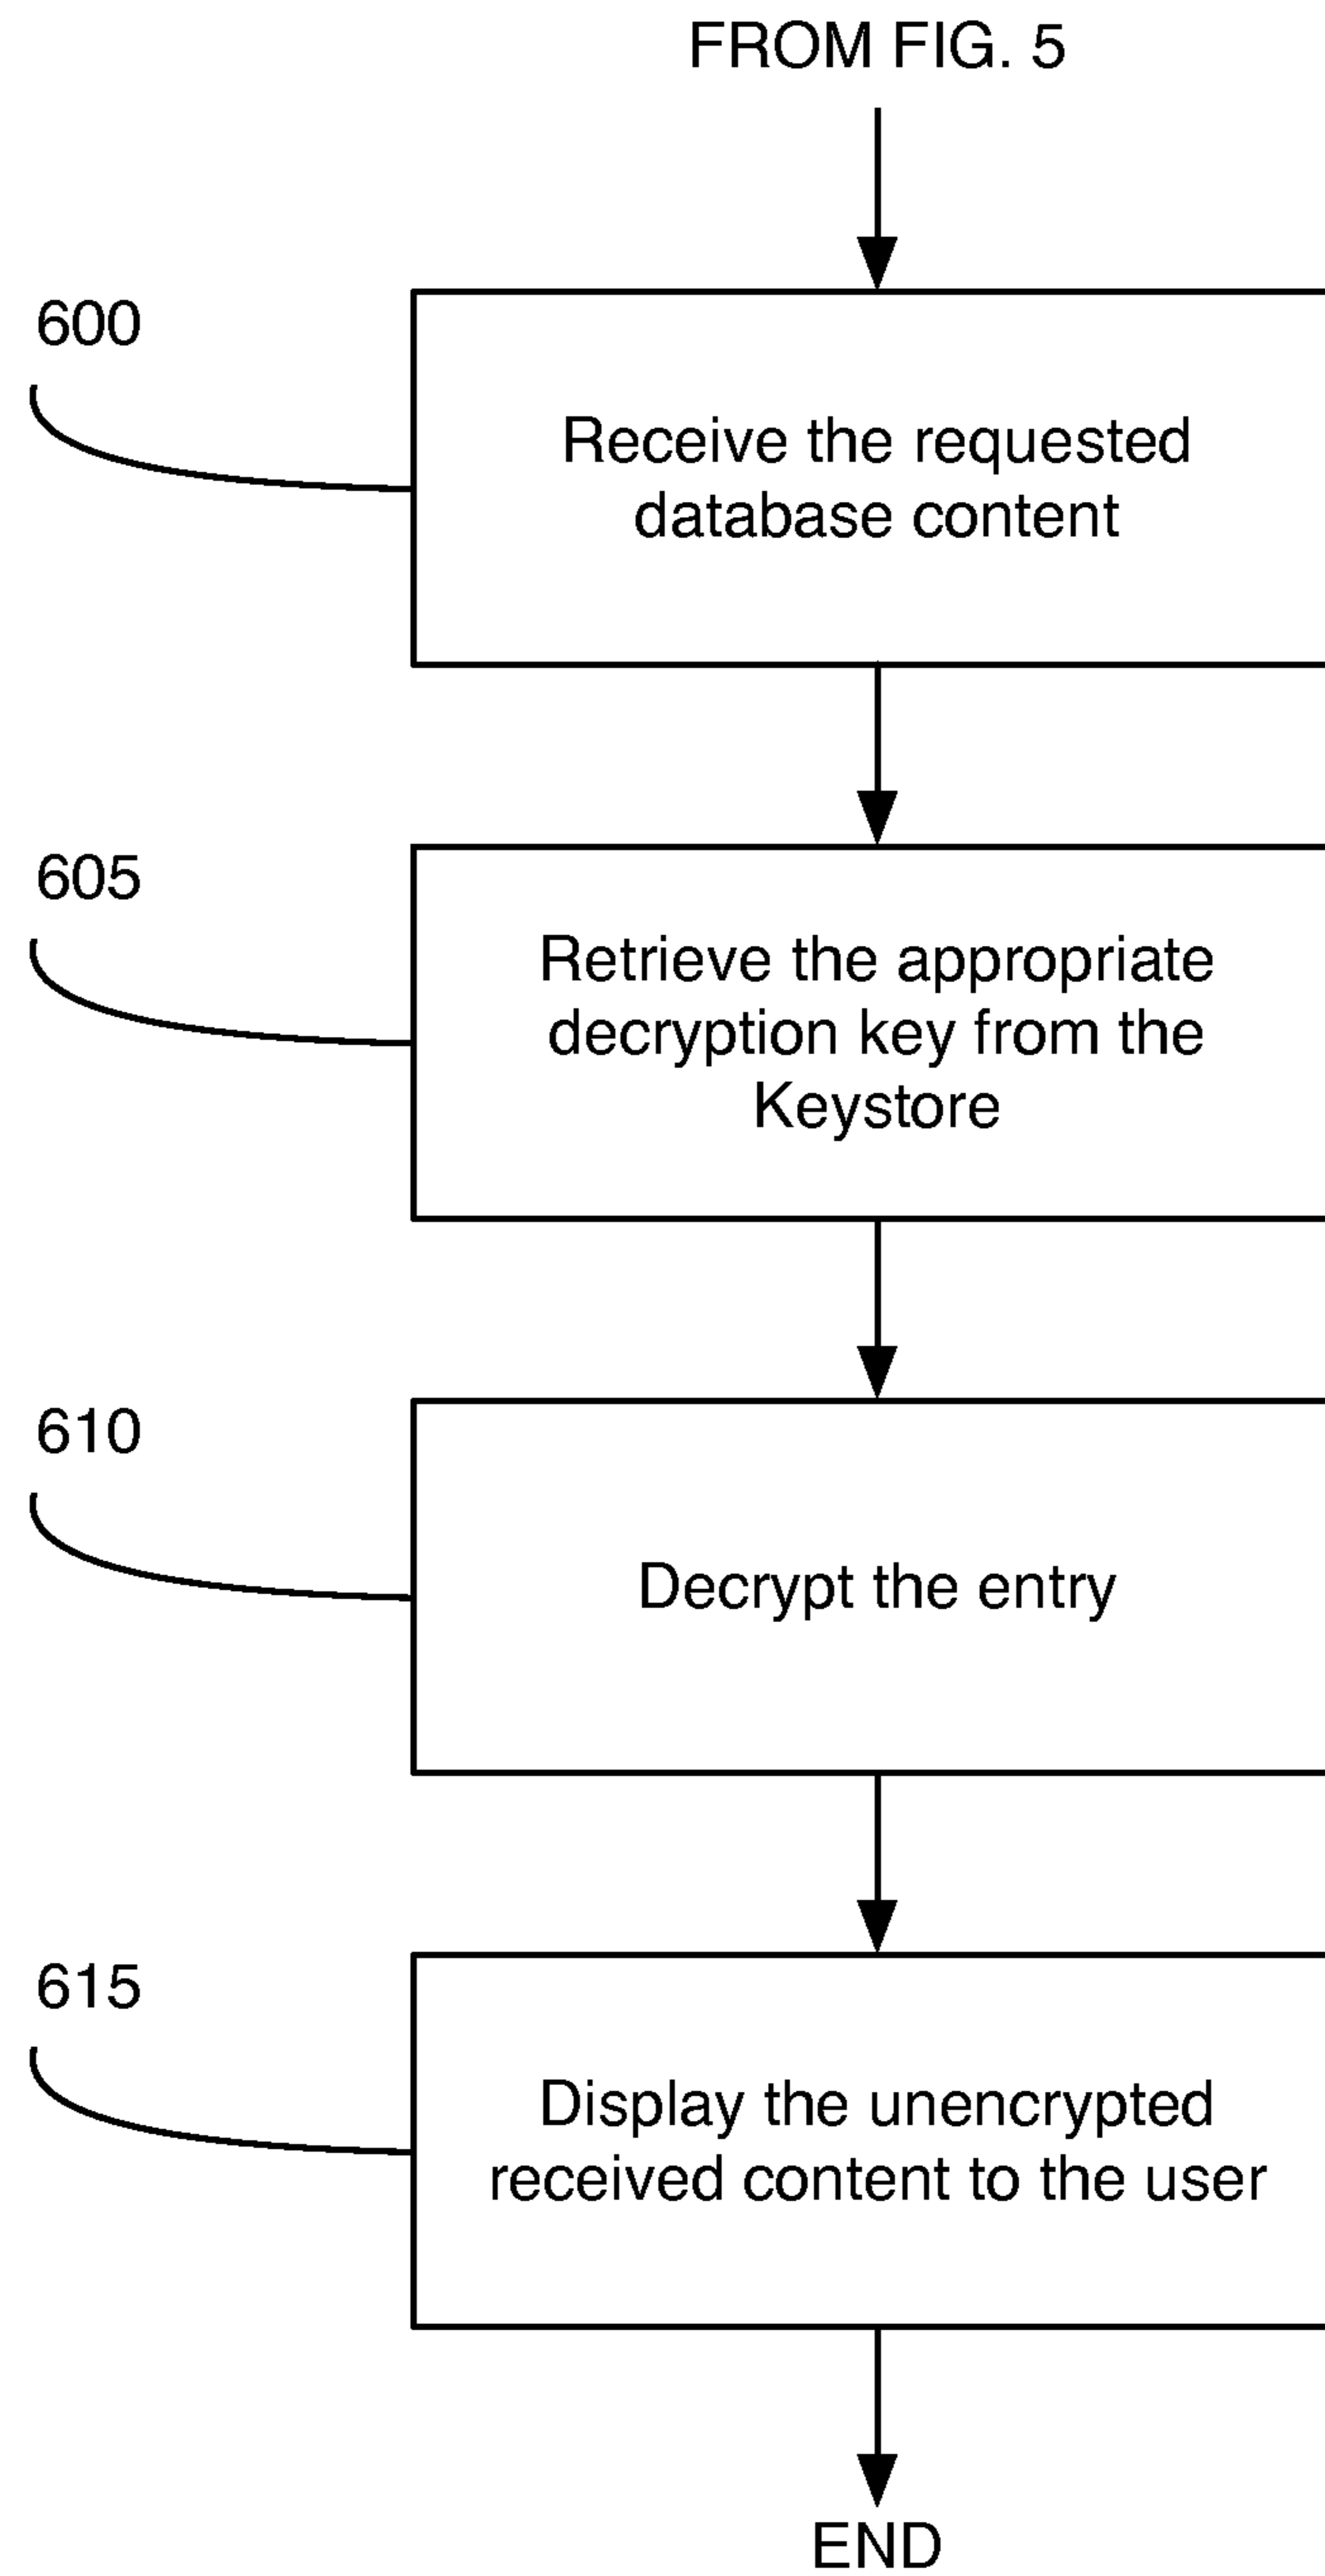 FROM FIG. 5
600
Receive the requested
database content
605
Retrieve the appropriate
decryption key from the
Keystore
610
Decrypt the entry
615
Display the unencrypted
received content to the user
END